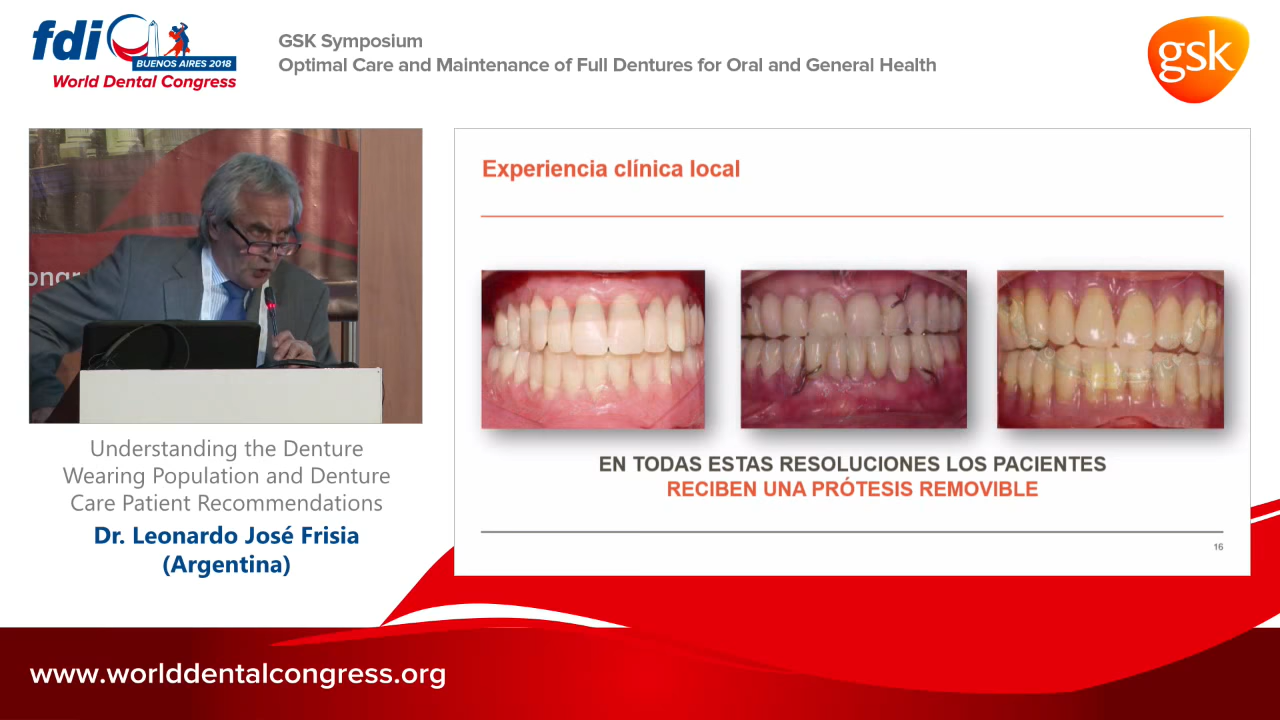 fdi
BUENOS AIRES 2018
World Dental Congress
GSK Symposium
Optimal Care and Maintenance of Full Dentures for Oral and General Health
gsk
ong
Understanding the Denture
Wearing Population and Denture
Care Patient Recommendations
Dr. Leonardo José Frisia
(Argentina)
Experiencia clínica local
EN TODAS ESTAS RESOLUCIONES LOS PACIENTES
RECIBEN UNA PRÓTESIS REMOVIBLE
16
www.worlddentalcongress.org